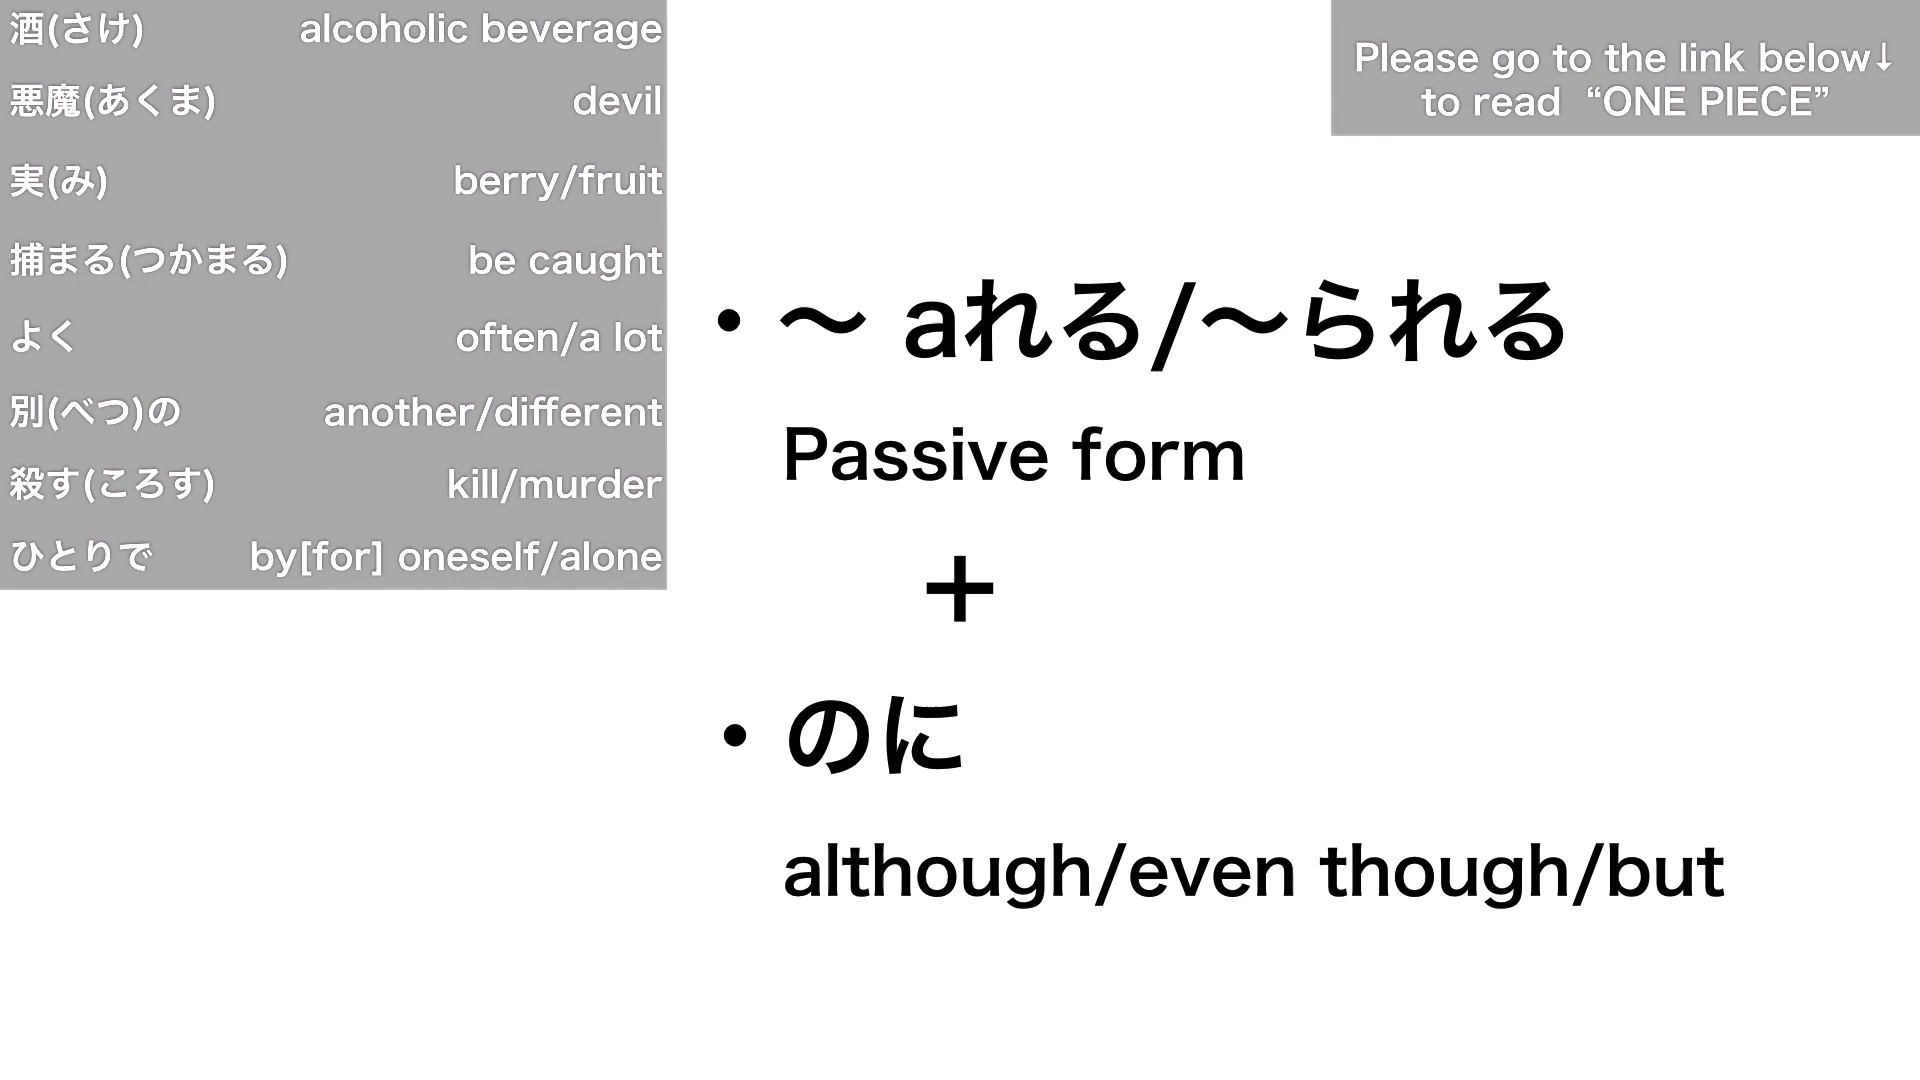 酒(さけ) alcoholic beverage
悪魔(あくま) devil
実(み) berry/fruit
捕まる(つかまる) be caught
よく often/a lot
別(べつ)の another/different
殺す(ころす) kill/murder
ひとりで by[for] oneself/alone
Please go to the link below↓
to read “ONE PIECE”
・〜 aれる/〜られる
Passive form
+
・のに
although/even though/but